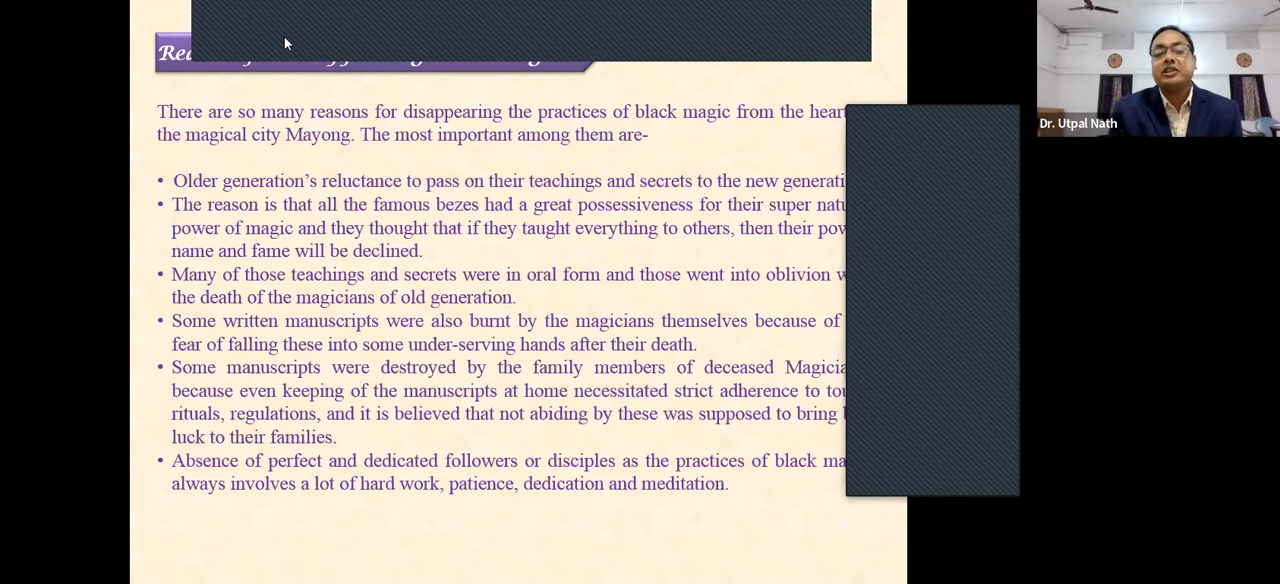 There are so many reasons for disappearing the practices of black magic from the heart
the magical city Mayong. The most important among them are-
• Older generation's reluctance to pass on their teachings and secrets to the new
• The reason is that all the famous bezes had a great possessiveness for their super
power of magic and they thought that if they taught everything to others, then their
name and fame will be declined.
• Many of those teachings and secrets were in oral form and those went into oblivion
the death of the magicians of old generation.
• Some written manuscripts were also burnt by the magicians themselves because of
fear of falling these into some under-serving hands after their death.
• Some manuscripts were destroyed by the family members of deceased
because even keeping of the manuscripts at home necessitated strict adherence to
rituals, regulations, and it is believed that not abiding by these was supposed to bring
luck to their families.
• Absence of perfect and dedicated followers or disciples as the practices of black
always involves a lot of hard work, patience, dedication and meditation.
Dr. Utpal Nath